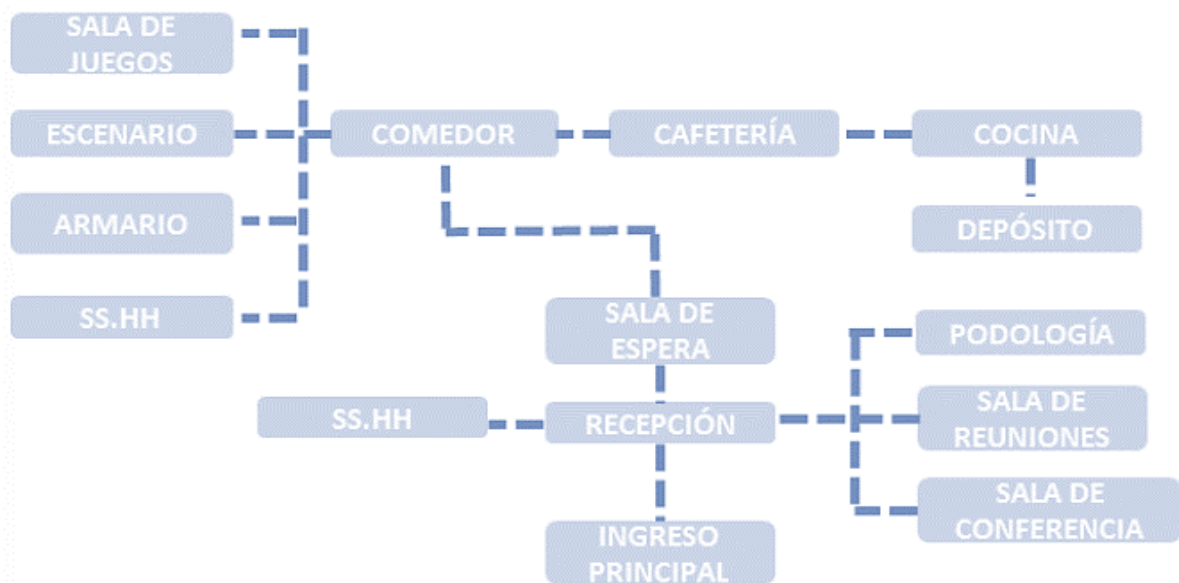 SALA DE
JUEGOS
ESCENARIO
COMEDOR
CAFETERÍA
COCINA
ARMARIO
DEPÓSITO
SS.HH
SALA DE
ESPERA
PODOLOGÍA
SS.HH
RECEPCIÓN
SALA DE
REUNIONES
SALA DE
CONFERENCIA
INGRESO
PRINCIPAL